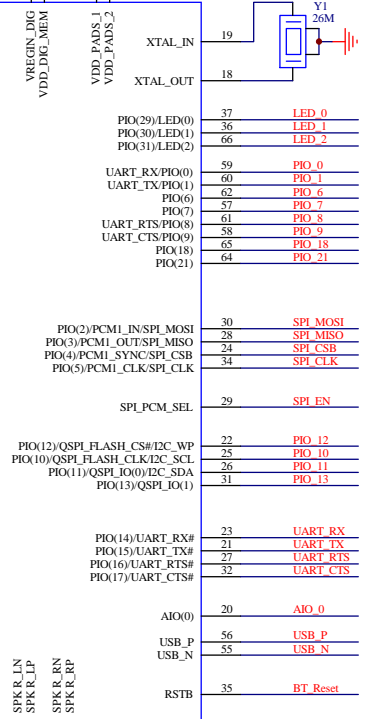 VREGIN_DIG
VDD_DIG_MEM
VDD_PADS_1
VDD_PADS_2
Y1
26M
XTAL_IN 19
XTAL_OUT 18
PIO(29)/LED(0) 37 LED_0
PIO(30)/LED(1) 36 LED_1
PIO(31)/LED(2) 66 LED_2
UART_RX/PIO(0) 59 PIO_0
UART_TX/PIO(1) 60 PIO_1
PIO(6) 62 PIO_6
PIO(7) 57 PIO_7
UART_RTS/PIO(8) 61 PIO_8
UART_CTS/PIO(9) 58 PIO_9
PIO(18) 65 PIO_18
PIO(21) 64 PIO_21
PIO(2)/PCM1_IN/SPI_MOSI 30 SPI_MOSI
PIO(3)/PCM1_OUT/SPI_MISO 28 SPI_MISO
PIO(4)/PCM1_SYNC/SPI_CSB 24 SPI_CSB
PIO(5)/PCM1_CLK/SPI_CLK 34 SPI_CLK
SPI_PCM_SEL 29 SPI_EN
PIO(12)/QSPI_FLASH_CS#/I2C_WP 22 PIO_12
PIO(10)/QSPI_FLASH_CLK/I2C_SCL 25 PIO_10
PIO(11)/QSPI_IO(0)/I2C_SDA 26 PIO_11
PIO(13)/QSPI_IO(1) 31 PIO_13
PIO(14)/UART_RX# 23 UART_RX
PIO(15)/UART_TX# 21 UART_TX
PIO(16)/UART_RTS# 27 UART_RTS
PIO(17)/UART_CTS# 32 UART_CTS
AIO(0) 20 AIO_0
USB_P 56 USB_P
USB_N 55 USB_N
RSTB 35 BT_Reset
SPKR_LN
SPKR_LP
SPKR_RN
SPKR_RP